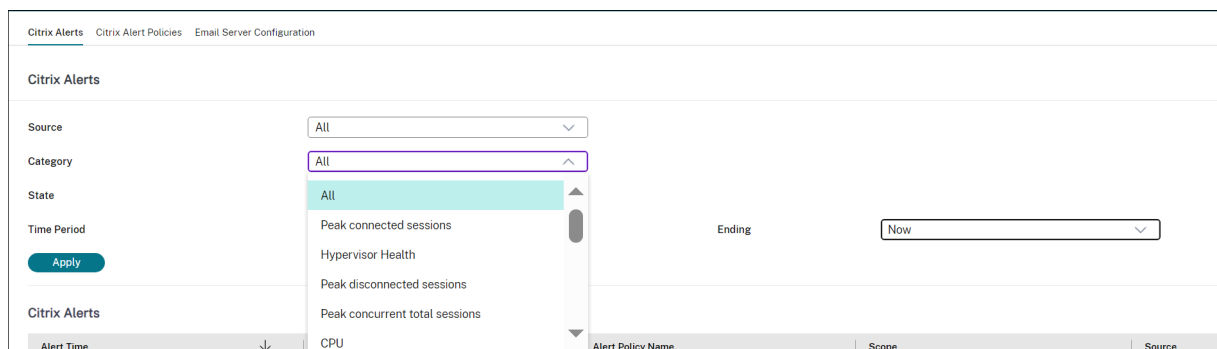 Citrix Alerts Citrix Alert Policies Email Server Configuration
Citrix Alerts
Source All
Category All
State All
Time Period Peak connected sessions Ending Now
Hypervisor Health
Apply
Peak disconnected sessions
Citrix Alerts
Peak concurrent total sessions
CPU
Alert Time Alert Policy Name Scope Source